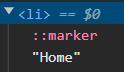 <li> == $0
::marker
"Home"